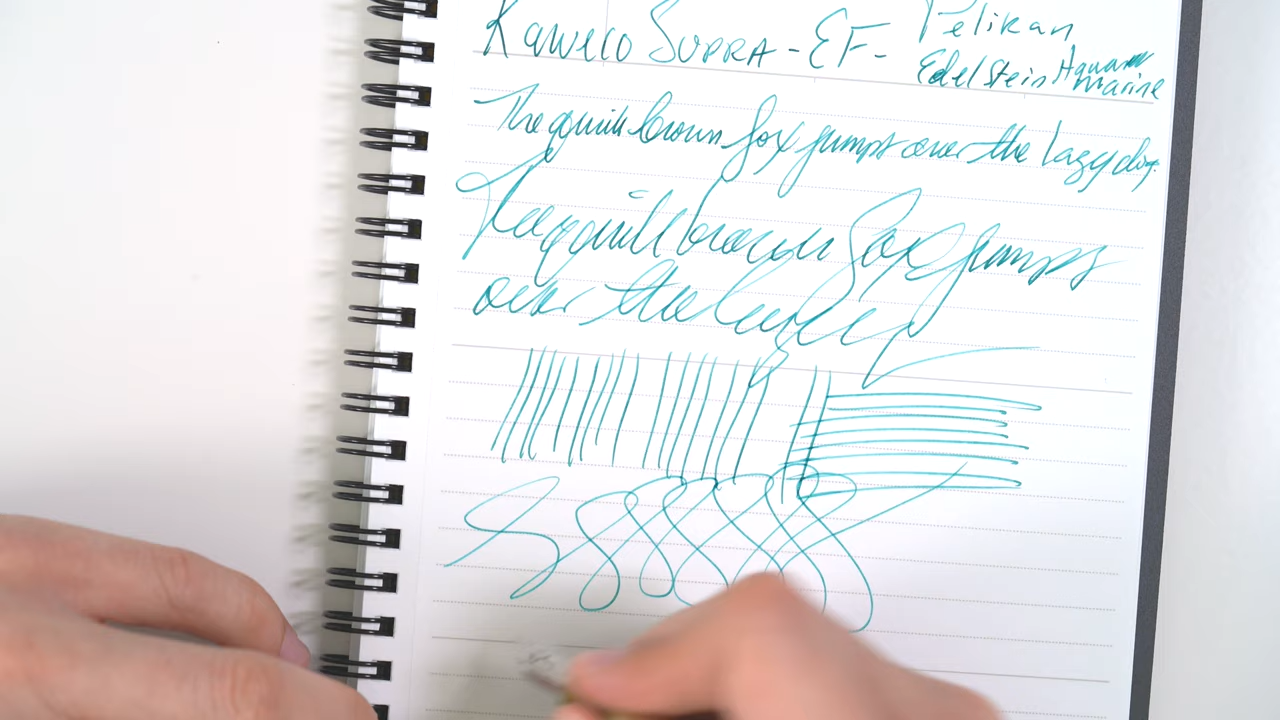 Kaweco SUPRA - EF - Pelikan
Edelstein Aquamarine
The quick brown fox jumps over the lazy dog.
The quick brown fox jumps
over the lazy